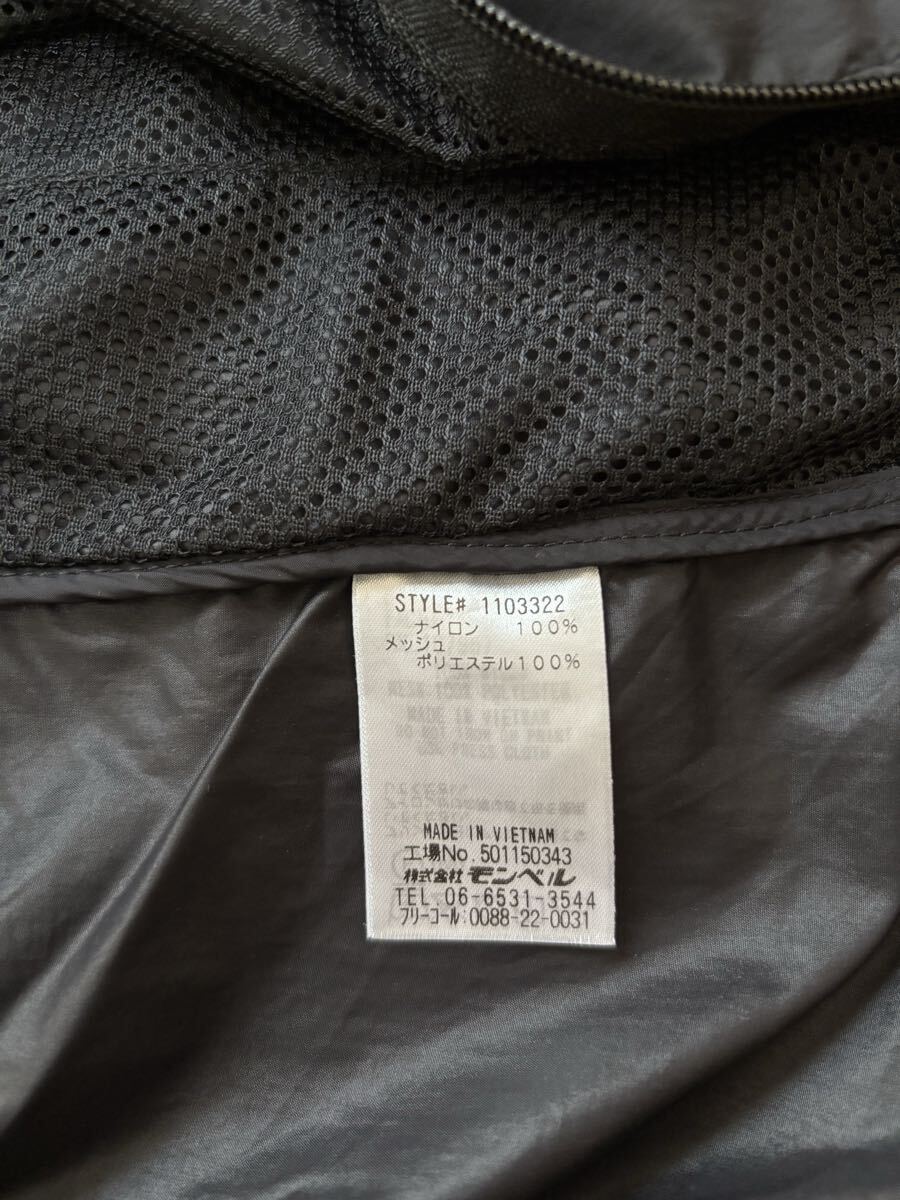 STYLE# 1103322
ナイロン 100%
メッシュ
ポリエステル100%
MADE IN VIETNAM
工場No.501150343
株式会社 モンベル
TEL.06-6531-3544
フリーコール:0088-22-0031